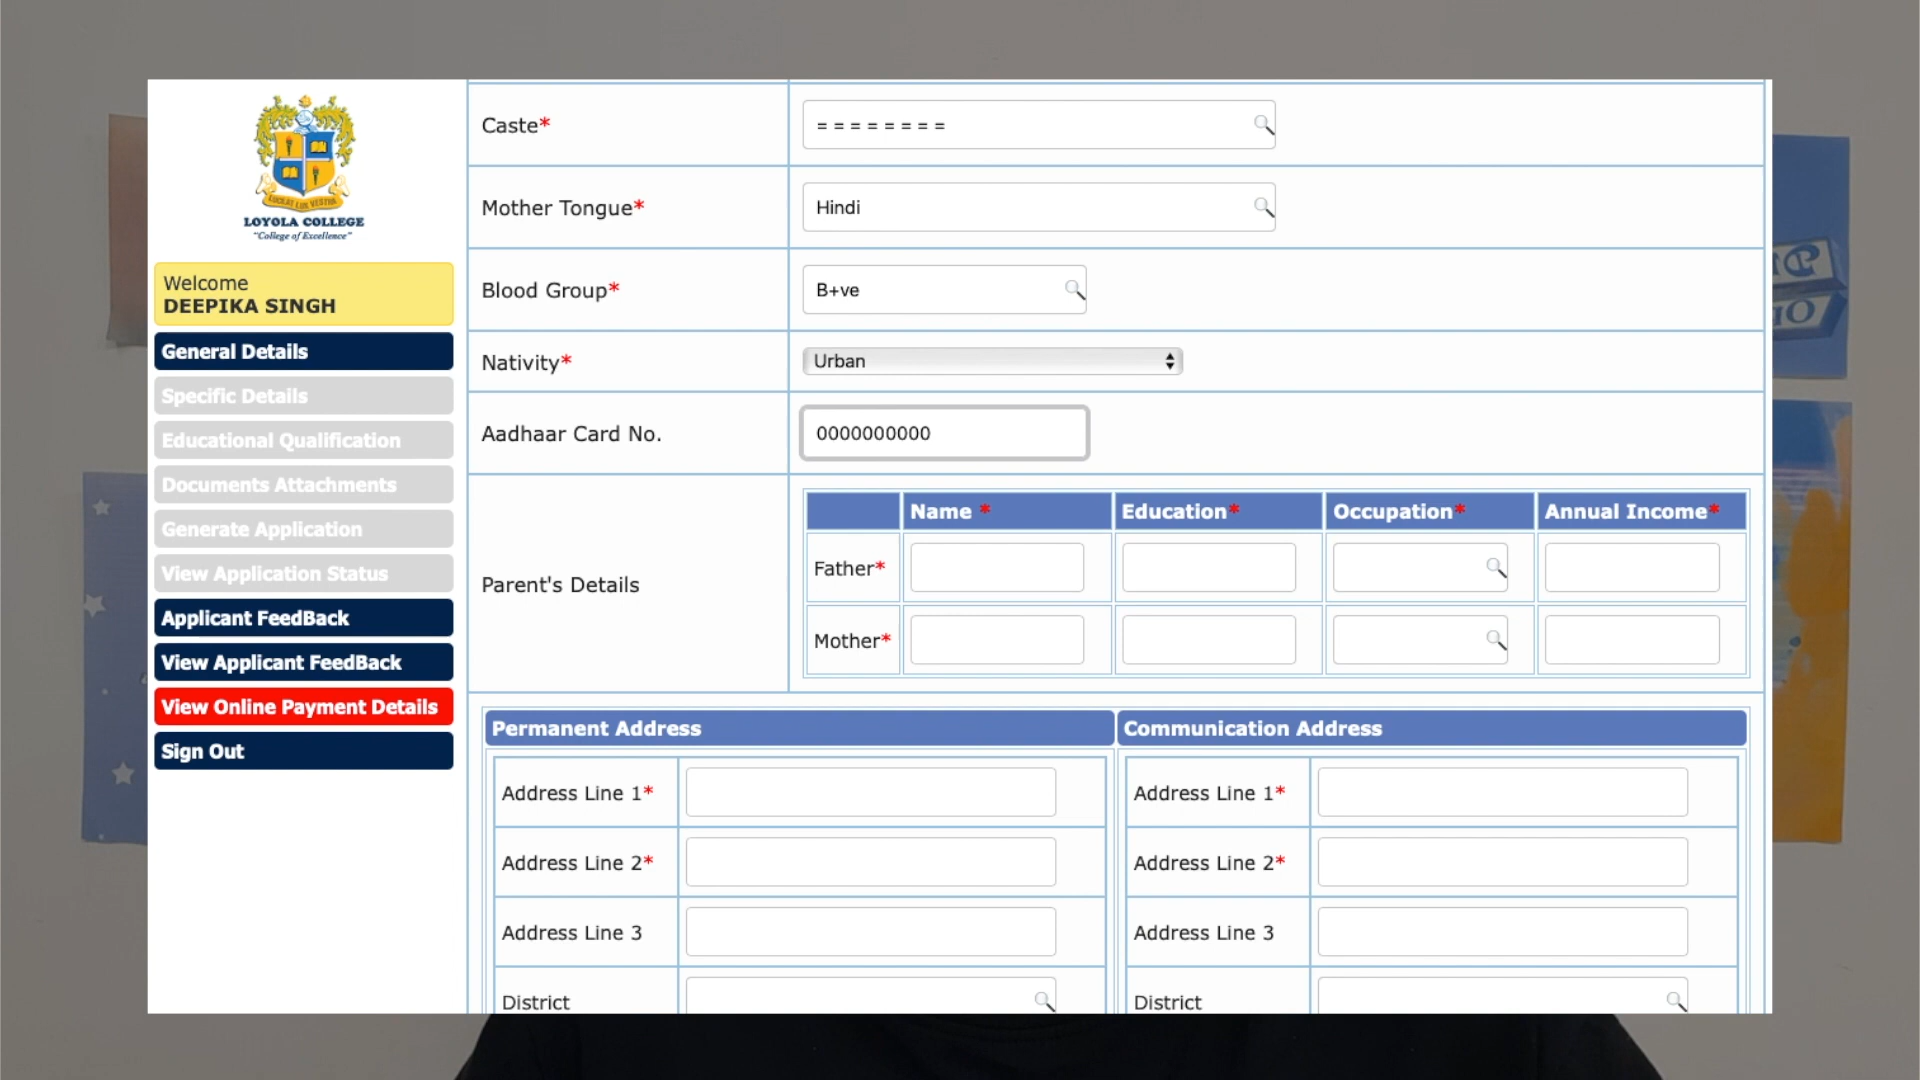 LUCEAT LUX VESTRA
LOYOLA COLLEGE
"College of Excellence"
Welcome
DEEPIKA SINGH
General Details
Specific Details
Educational Qualification
Documents Attachments
Generate Application
View Application Status
Applicant FeedBack
View Applicant FeedBack
View Online Payment Details
Sign Out
Caste* = = = = = = = =
Mother Tongue* Hindi
Blood Group* B+ve
Nativity* Urban
Aadhaar Card No. 0000000000
Parent's Details
Name * Education* Occupation* Annual Income*
Father*
Mother*
Permanent Address
Address Line 1*
Address Line 2*
Address Line 3
District
Communication Address
Address Line 1*
Address Line 2*
Address Line 3
District